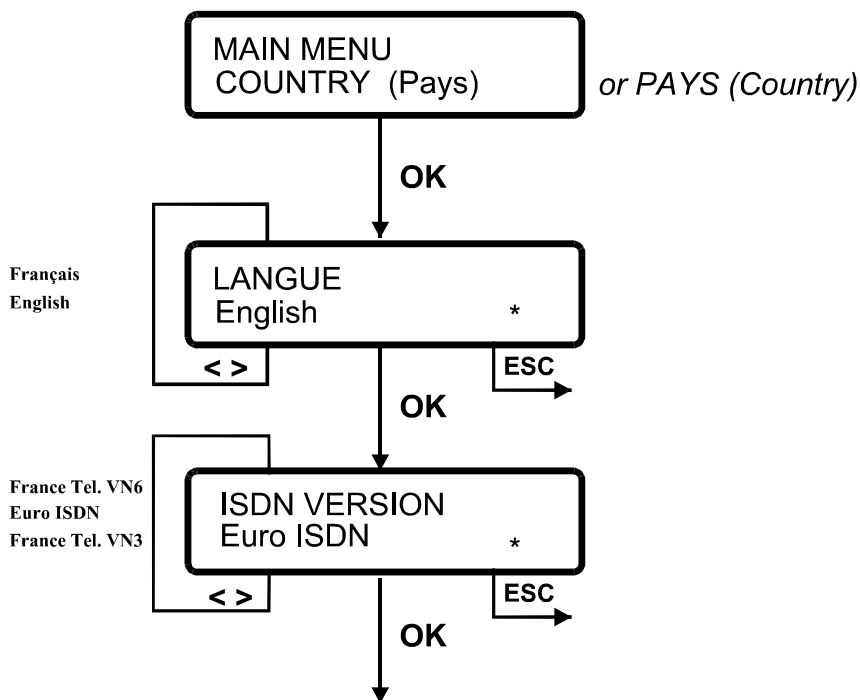 MAIN MENU
COUNTRY (Pays)
or PAYS (Country)
OK
Français
English
LANGUE
English *
< >
ESC
OK
France Tel. VN6
Euro ISDN
France Tel. VN3
ISDN VERSION
Euro ISDN *
< >
ESC
OK